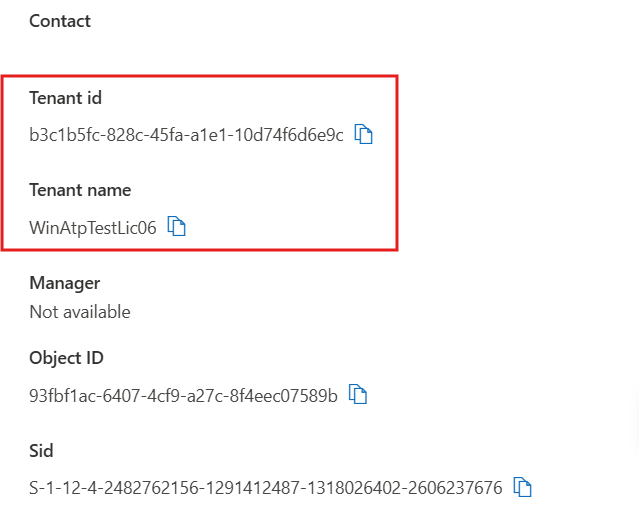 Contact
Tenant id
b3c1b5fc-828c-45fa-a1e1-10d74f6d6e9c
Tenant name
WinAtpTestLic06
Manager
Not available
Object ID
93fbf1ac-6407-4cf9-a27c-8f4eec07589b
Sid
S-1-12-4-2482762156-1291412487-1318026402-2606237676